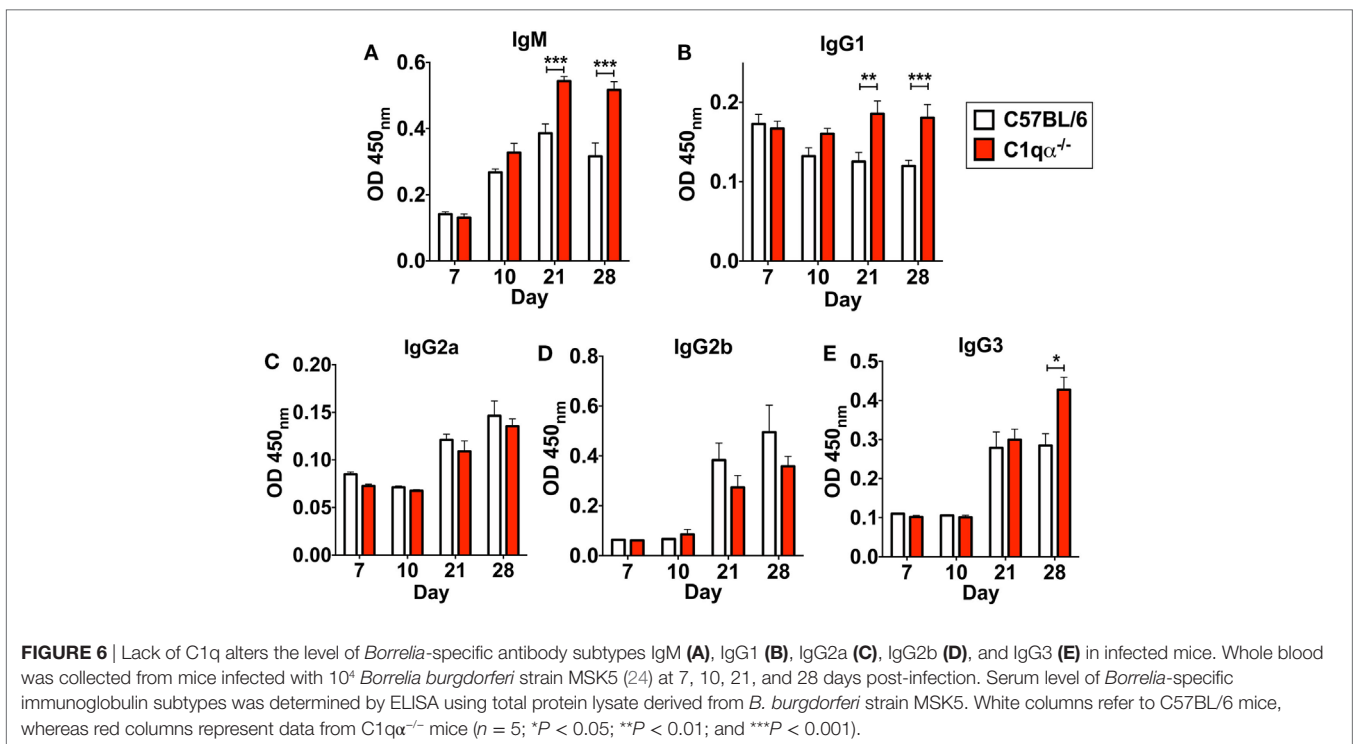 A
IgM
0.6
0.4
0.2
0.0
OD 450nm
***
***
7 10 21 28
Day
B
IgG1
0.2
0.1
0.0
OD 450nm
**
***
7 10 21 28
Day
C57BL/6
C1qα-/-
C
IgG2a
0.20
0.15
0.10
0.05
0.00
OD 450nm
7 10 21 28
Day
D
IgG2b
0.8
0.6
0.4
0.2
0.0
OD 450nm
7 10 21 28
Day
E
IgG3
0.5
0.4
0.3
0.2
0.1
0.0
OD 450nm
*
7 10 21 28
Day
FIGURE 6 | Lack of C1q alters the level of Borrelia-specific antibody subtypes IgM (A), IgG1 (B), IgG2a (C), IgG2b (D), and IgG3 (E) in infected mice. Whole blood
was collected from mice infected with 10⁴ Borrelia burgdorferi strain MSK5 (24) at 7, 10, 21, and 28 days post-infection. Serum level of Borrelia-specific
immunoglobulin subtypes was determined by ELISA using total protein lysate derived from B. burgdorferi strain MSK5. White columns refer to C57BL/6 mice,
whereas red columns represent data from C1qα−/− mice (n = 5; *P < 0.05; **P < 0.01; and ***P < 0.001).